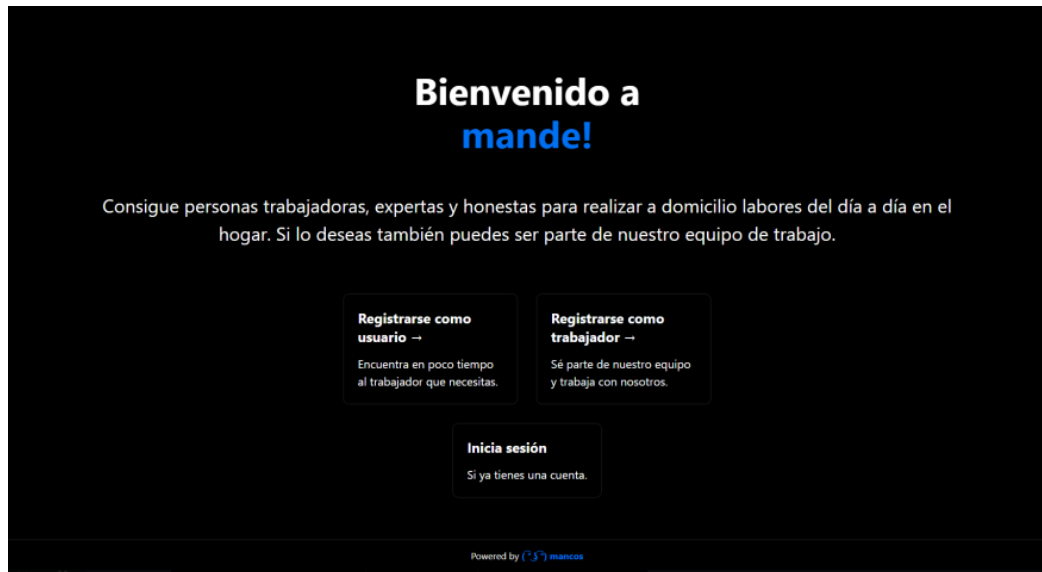 Bienvenido a
mande!
Consigue personas trabajadoras, expertas y honestas para realizar a domicilio labores del día a día en el
hogar. Si lo deseas también puedes ser parte de nuestro equipo de trabajo.
Registrarse como
usuario →
Encuentra en poco tiempo
al trabajador que necesitas.
Registrarse como
trabajador →
Sé parte de nuestro equipo
y trabaja con nosotros.
Inicia sesión
Si ya tienes una cuenta.
Powered by ( ͡° ͜ʖ ͡°) mancos